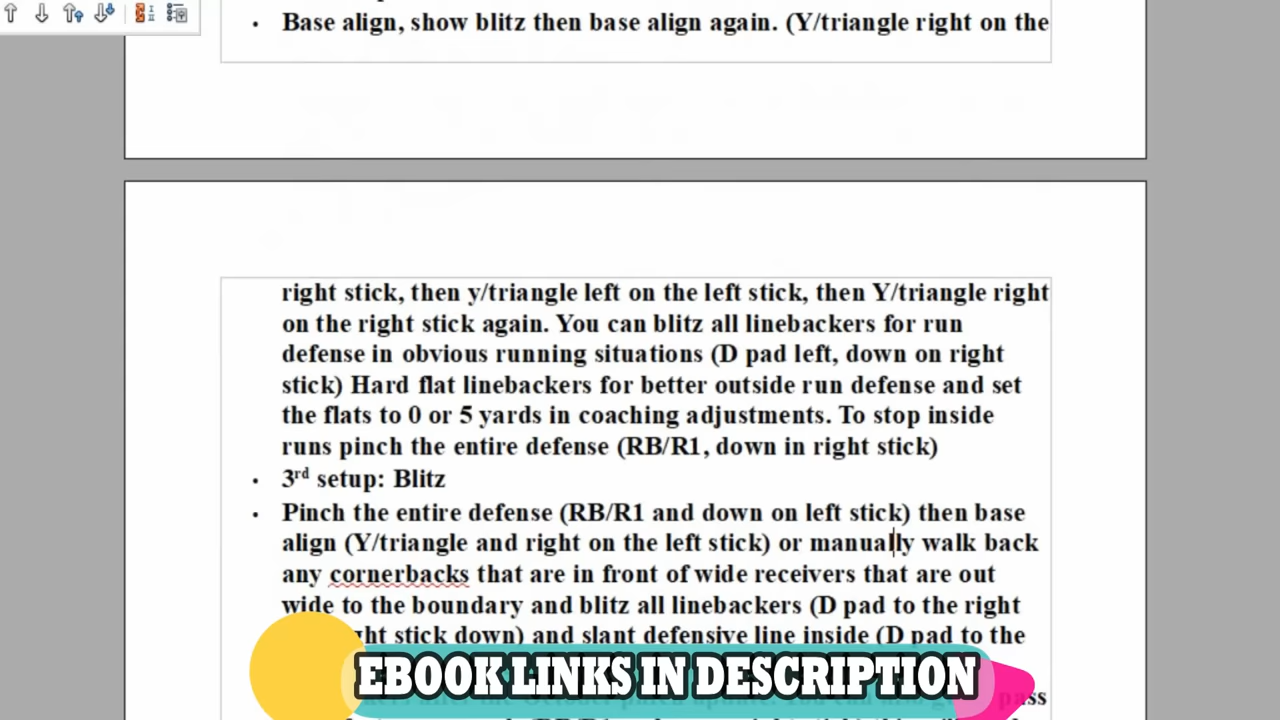 • Base align, show blitz then base align again. (Y/triangle right on the
right stick, then y/triangle left on the left stick, then Y/triangle right
on the right stick again. You can blitz all linebackers for run
defense in obvious running situations (D pad left, down on right
stick) Hard flat linebackers for better outside run defense and set
the flats to 0 or 5 yards in coaching adjustments. To stop inside
runs pinch the entire defense (RB/R1, down in right stick)
• 3rd setup: Blitz
• Pinch the entire defense (RB/R1 and down on left stick) then base
align (Y/triangle and right on the left stick) or manually walk back
any cornerbacks that are in front of wide receivers that are out
wide to the boundary and blitz all linebackers (D pad to the right
stick down) and slant defensive line inside (D pad to the
EBOOK LINKS IN DESCRIPTION
pass